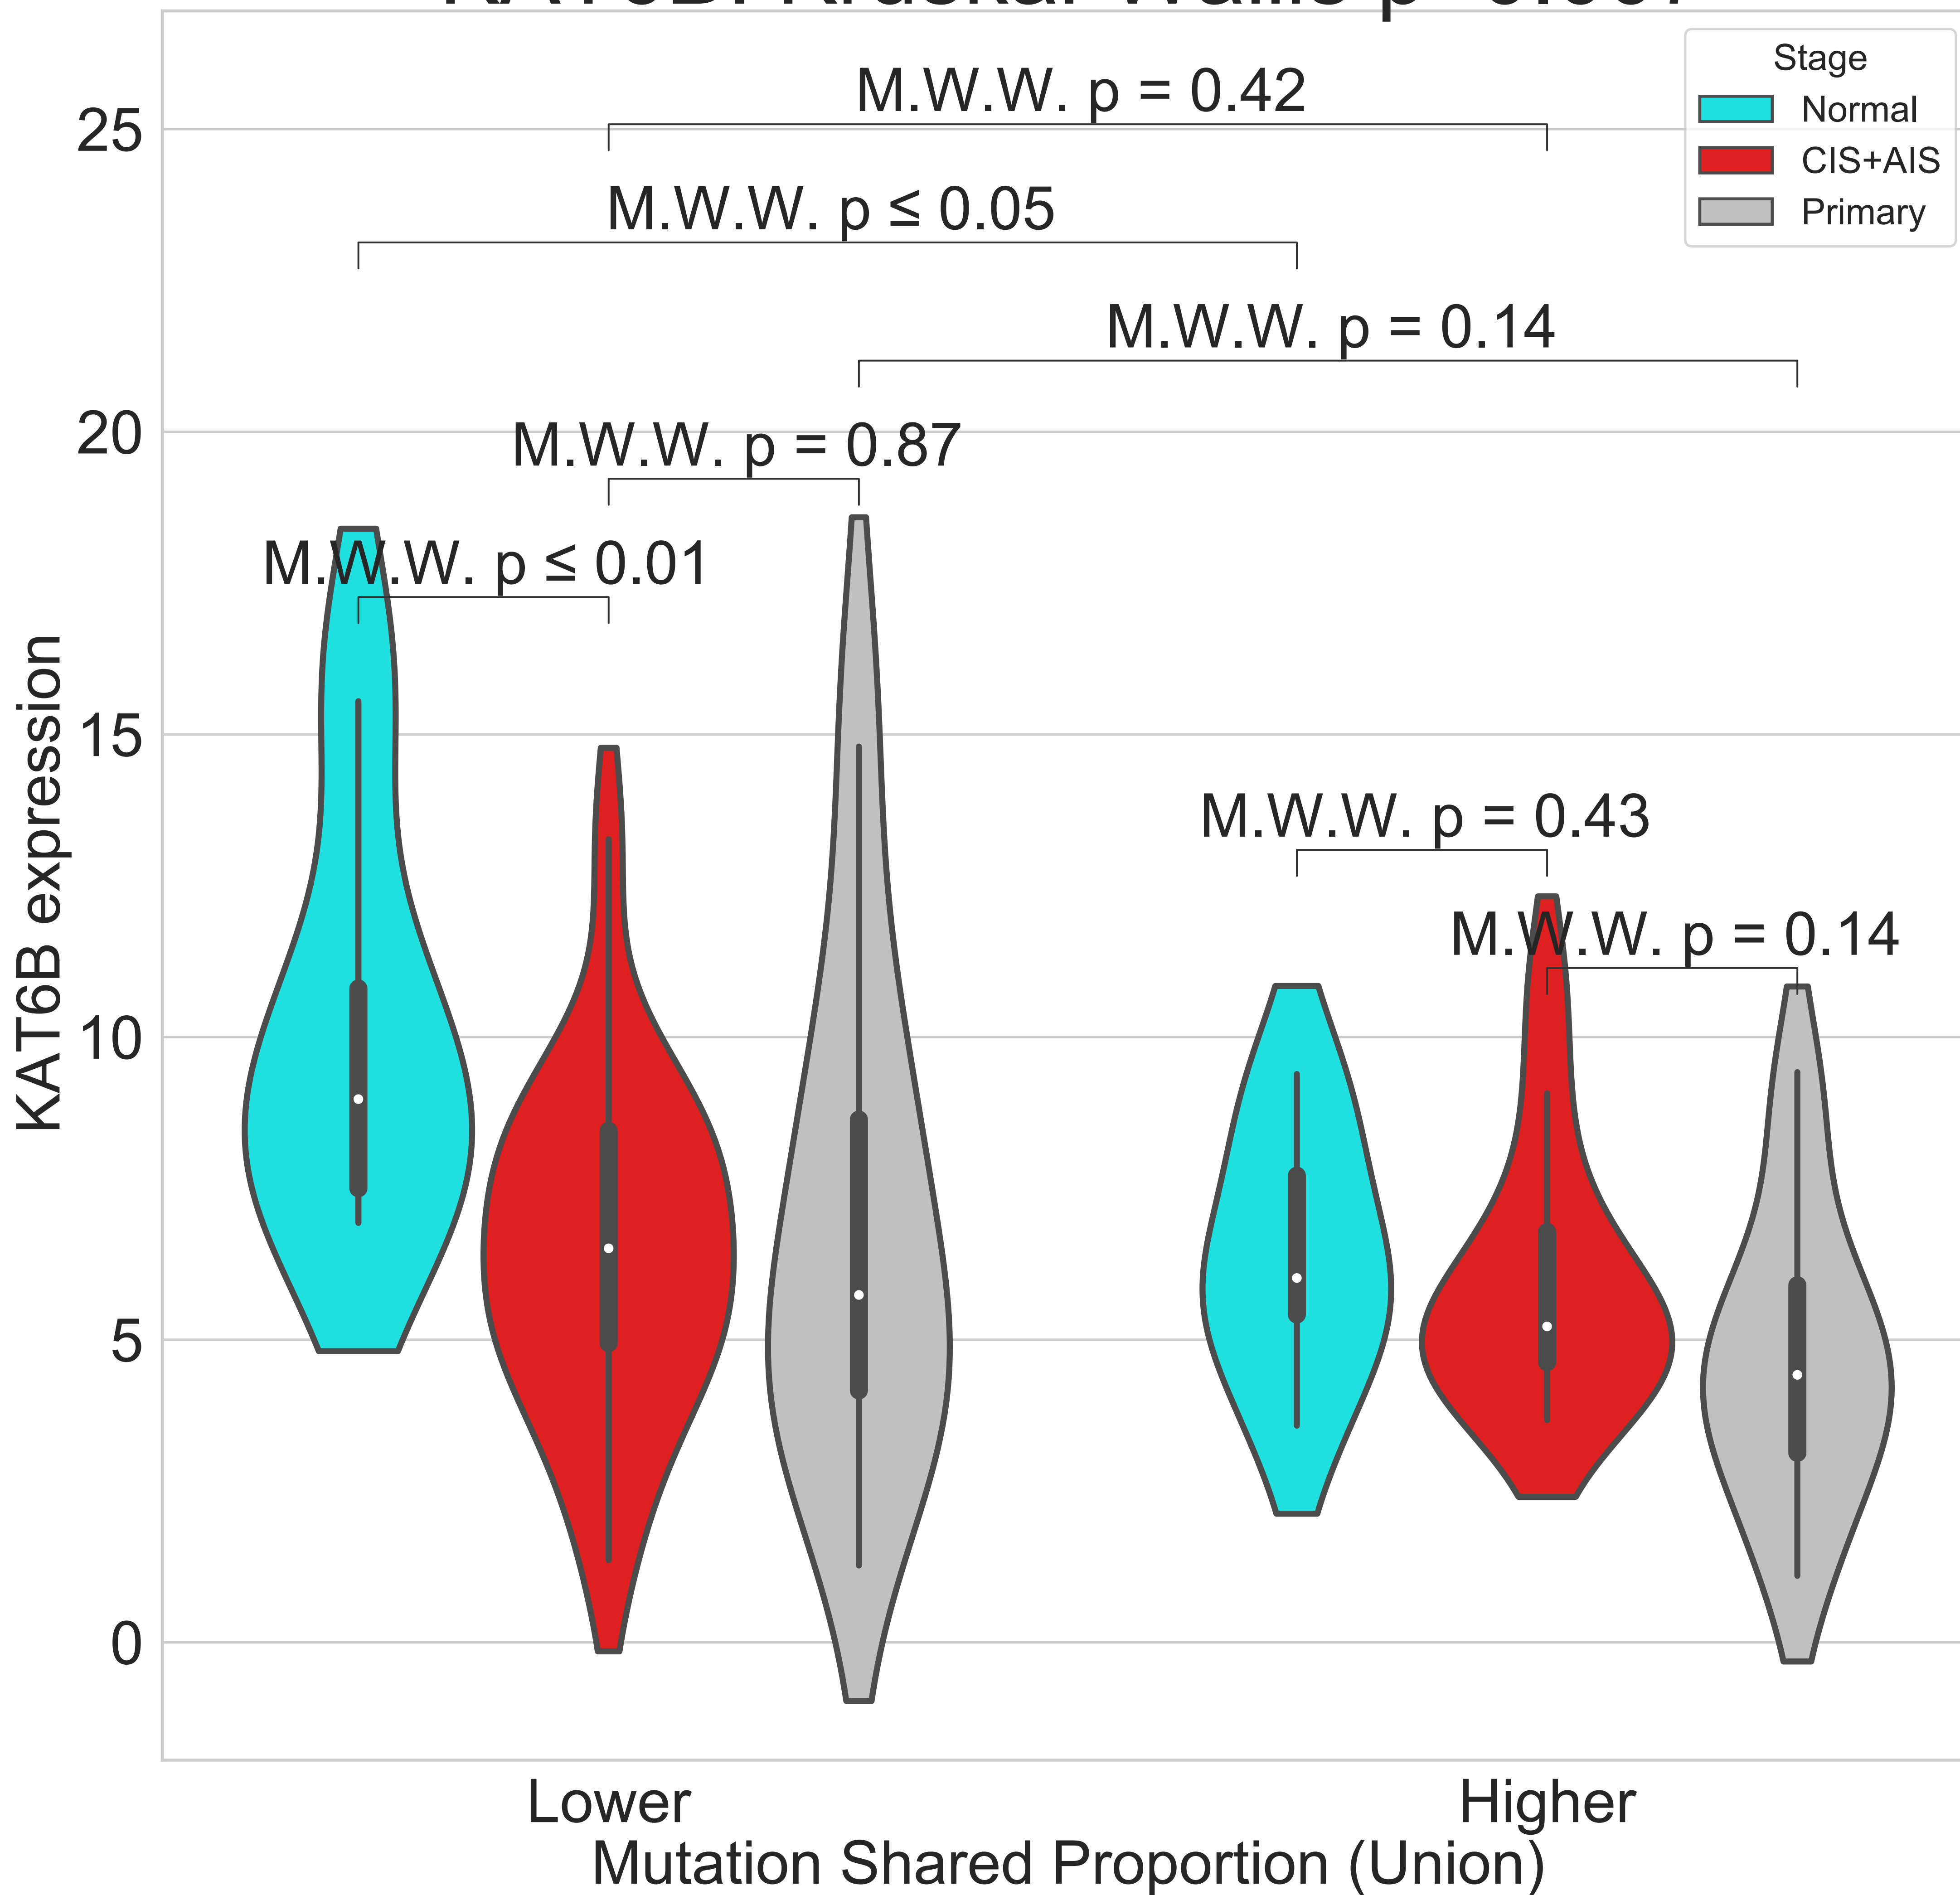 Stage
Normal
CIS+AIS
Primary
M.W.W. p = 0.42
M.W.W. p ≤ 0.05
M.W.W. p = 0.14
M.W.W. p = 0.87
M.W.W. p ≤ 0.01
M.W.W. p = 0.43
M.W.W. p = 0.14
25
20
15
10
5
0
KAT6B expression
Lower
Higher
Mutation Shared Proportion (Union)